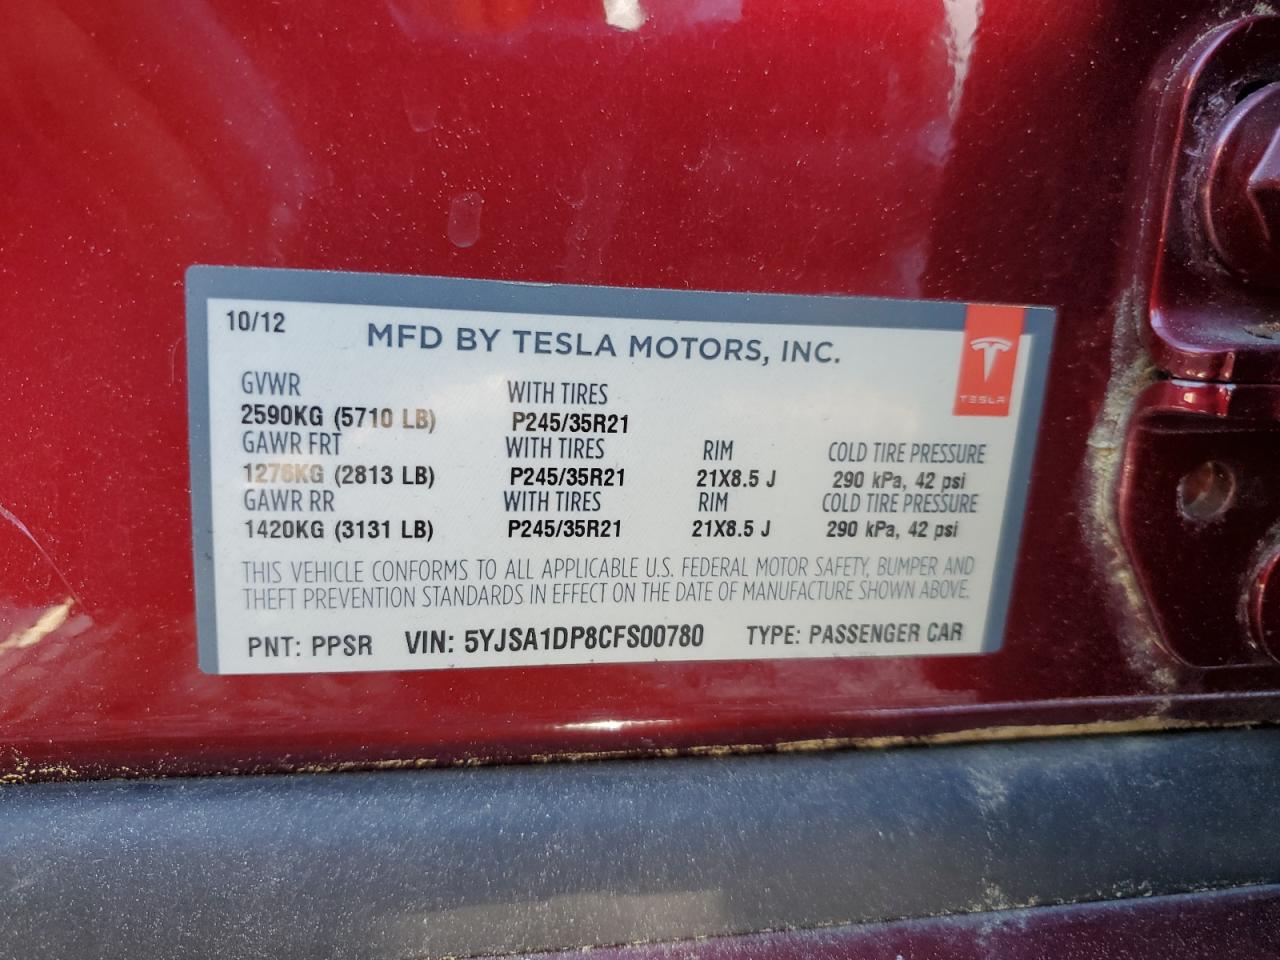 10/12 MFD BY TESLA MOTORS, INC.
TESLA
GVWR WITH TIRES
2590KG (5710 LB) P245/35R21
GAWR FRT WITH TIRES RIM COLD TIRE PRESSURE
1276KG (2813 LB) P245/35R21 21X8.5 J 290 kPa, 42 psi
GAWR RR WITH TIRES RIM COLD TIRE PRESSURE
1420KG (3131 LB) P245/35R21 21X8.5 J 290 kPa, 42 psi
THIS VEHICLE CONFORMS TO ALL APPLICABLE U.S. FEDERAL MOTOR SAFETY, BUMPER AND
THEFT PREVENTION STANDARDS IN EFFECT ON THE DATE OF MANUFACTURE SHOWN ABOVE.
PNT: PPSR VIN: 5YJSA1DP8CFS00780 TYPE: PASSENGER CAR